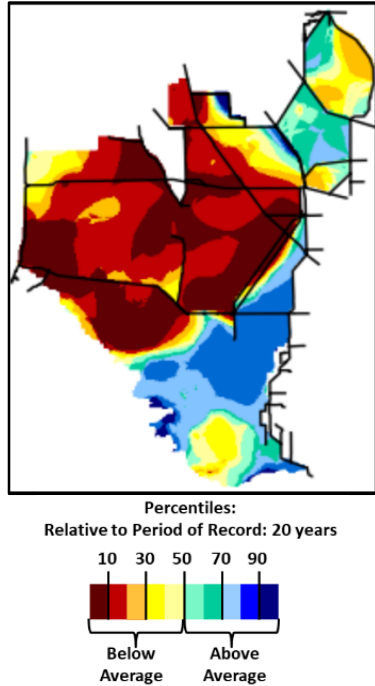 Percentiles:
Relative to Period of Record: 20 years
10 30 50 70 90
Below Above
Average Average